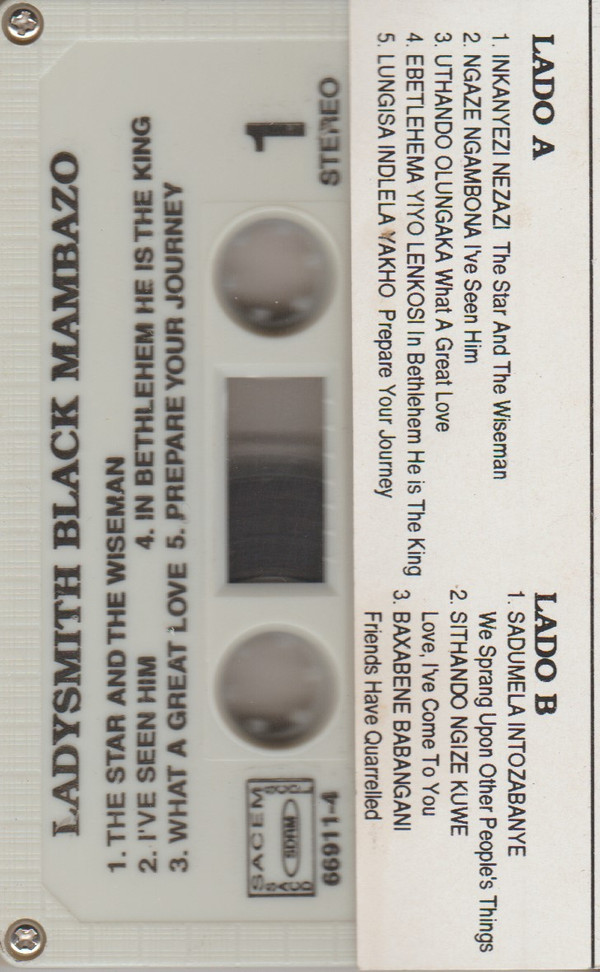 LADYSMITH BLACK MAMBAZO
1. THE STAR AND THE WISEMAN
2. I'VE SEEN HIM
3. WHAT A GREAT LOVE
4. IN BETHLEHEM HE IS THE KING
5. PREPARE YOUR JOURNEY
1
STEREO
SACEM
66911-4
LADO A
1. INKANYEZI NEZAZI The Star And The Wiseman
2. NGAZE NGAMBONA I've Seen Him
3. UTHANDO OLUNGAKA What A Great Love
4. EBETLEHEMA YIYO LENKOSI In Bethlehem He is The King
5. LUNGISA INDLELA YAKHO Prepare Your Journey
LADO B
1. SADUMELA INTOZABANYE
We Sprang Upon Other People's Things
2. SITHANDO NGIZE KUWE
Love, I've Come To You
3. BAXABENE BABANGANI
Friends Have Quarrelled